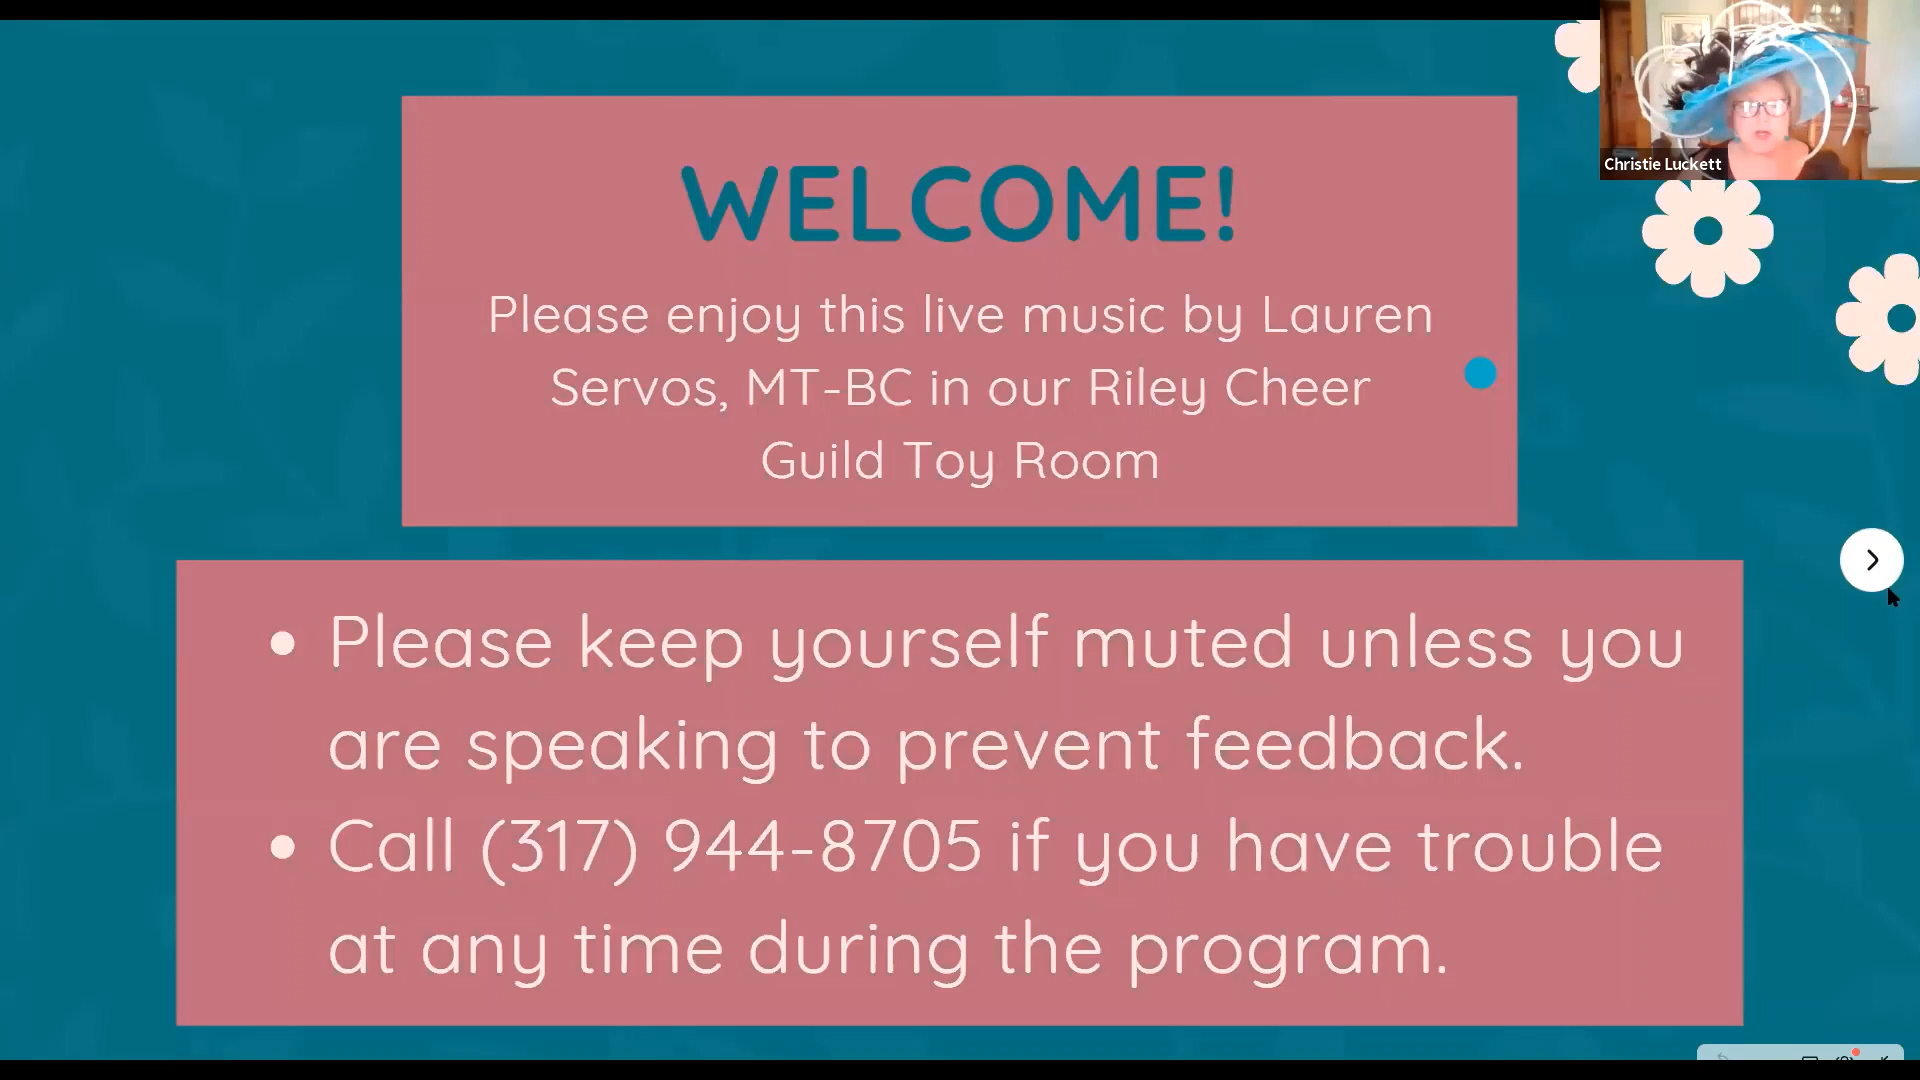 Christie Luckett
WELCOME!
Please enjoy this live music by Lauren
Servos, MT-BC in our Riley Cheer
Guild Toy Room
• Please keep yourself muted unless you
are speaking to prevent feedback.
• Call (317) 944-8705 if you have trouble
at any time during the program.